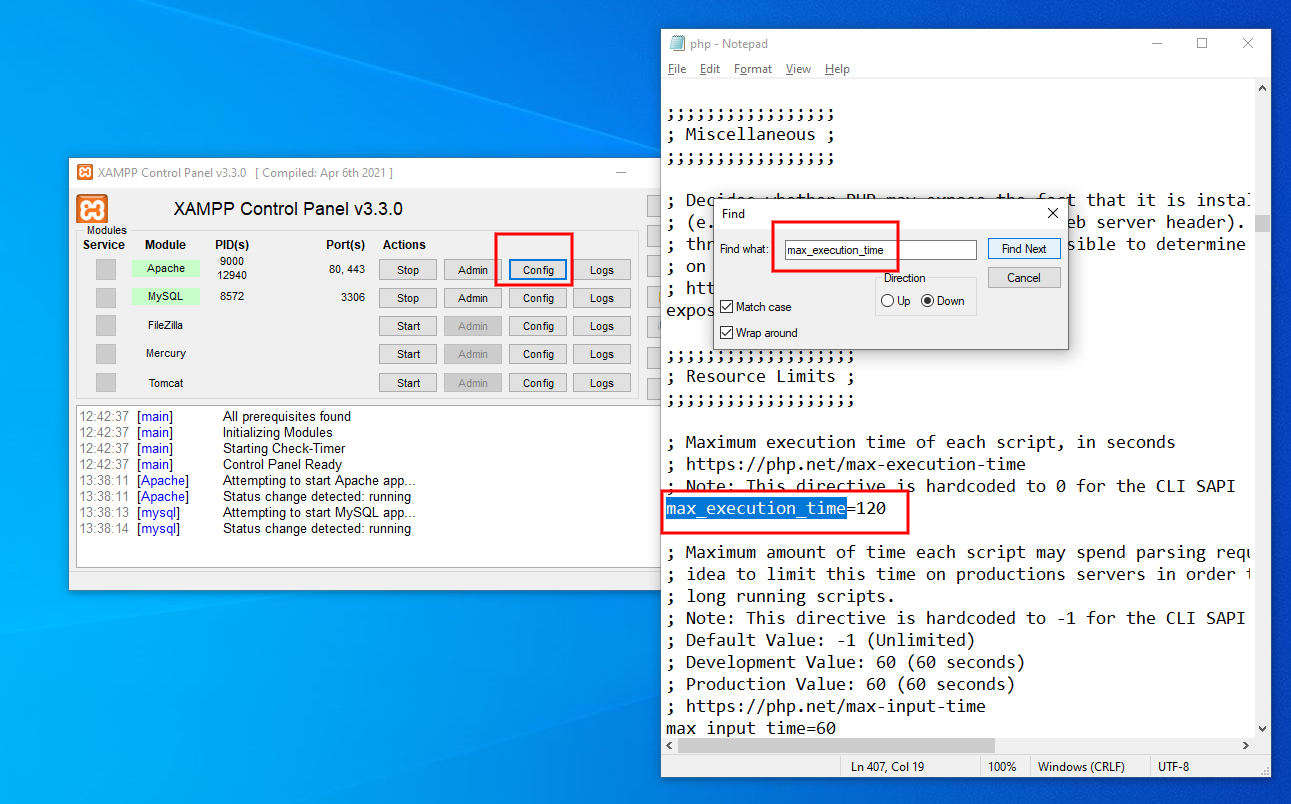 XAMPP Control Panel v3.3.0 [ Compiled: Apr 6th 2021 ]
XAMPP Control Panel v3.3.0
Modules
Service Module PID(s) Port(s) Actions
Apache 9000 12940 80, 443 Stop Admin Config Logs
MySQL 8572 3306 Stop Admin Config Logs
FileZilla Start Admin Config Logs
Mercury Start Admin Config Logs
Tomcat Start Admin Config Logs
12:42:37 [main] All prerequisites found
12:42:37 [main] Initializing Modules
12:42:37 [main] Starting Check-Timer
12:42:37 [main] Control Panel Ready
13:38:11 [Apache] Attempting to start Apache app...
13:38:11 [Apache] Status change detected: running
13:38:13 [mysql] Attempting to start MySQL app...
13:38:14 [mysql] Status change detected: running
php - Notepad
File Edit Format View Help
;;;;;;;;;;;;;;;;;
; Miscellaneous ;
;;;;;;;;;;;;;;;;;
; Decides whether PHP may expose the fact that it is instal
; (e. eb server header).
; thr sible to determine
; on
; htt
expos
Find
Find what: max_execution_time Find Next
Direction Cancel
Up Down
Match case
Wrap around
;;;;;;;;;;;;;;;;;;;
; Resource Limits ;
;;;;;;;;;;;;;;;;;;;
; Maximum execution time of each script, in seconds
; https://php.net/max-execution-time
; Note: This directive is hardcoded to 0 for the CLI SAPI
max_execution_time=120
; Maximum amount of time each script may spend parsing requ
; idea to limit this time on productions servers in order t
; long running scripts.
; Note: This directive is hardcoded to -1 for the CLI SAPI
; Default Value: -1 (Unlimited)
; Development Value: 60 (60 seconds)
; Production Value: 60 (60 seconds)
; https://php.net/max-input-time
max_input_time=60
Ln 407, Col 19 100% Windows (CRLF) UTF-8